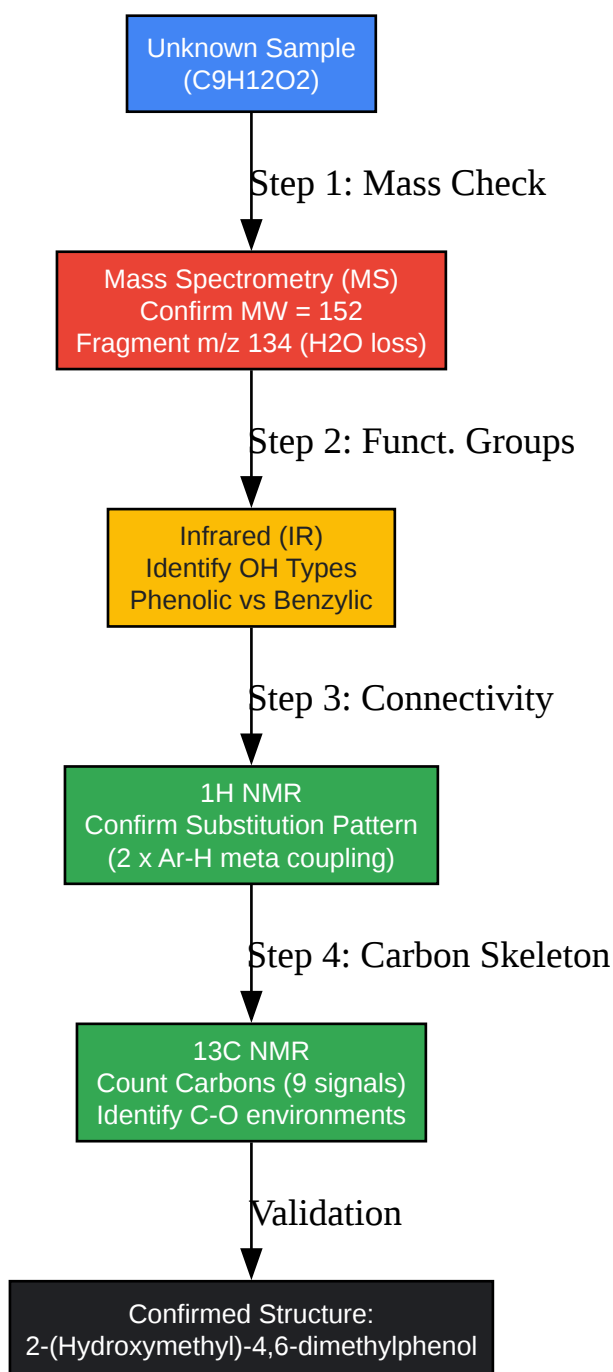 Unknown Sample
(C9H12O2)
Step 1: Mass Check
Mass Spectrometry (MS)
Confirm MW = 152
Fragment m/z 134 (H2O loss)
Step 2: Funct. Groups
Infrared (IR)
Identify OH Types
Phenolic vs Benzylic
Step 3: Connectivity
1H NMR
Confirm Substitution Pattern
(2 x Ar-H meta coupling)
Step 4: Carbon Skeleton
13C NMR
Count Carbons (9 signals)
Identify C-O environments
Validation
Confirmed Structure:
2-(Hydroxymethyl)-4,6-dimethylphenol